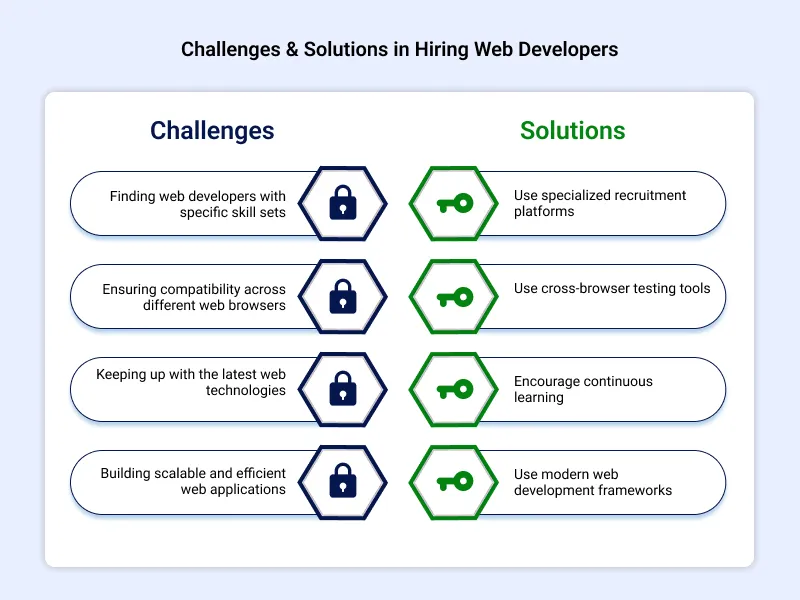 Challenges & Solutions in Hiring Web Developers
Challenges
Solutions
Finding web developers with
specific skill sets
Use specialized recruitment
platforms
Ensuring compatibility across
different web browsers
Use cross-browser testing tools
Keeping up with the latest web
technologies
Encourage continuous
learning
Building scalable and efficient
web applications
Use modern web
development frameworks